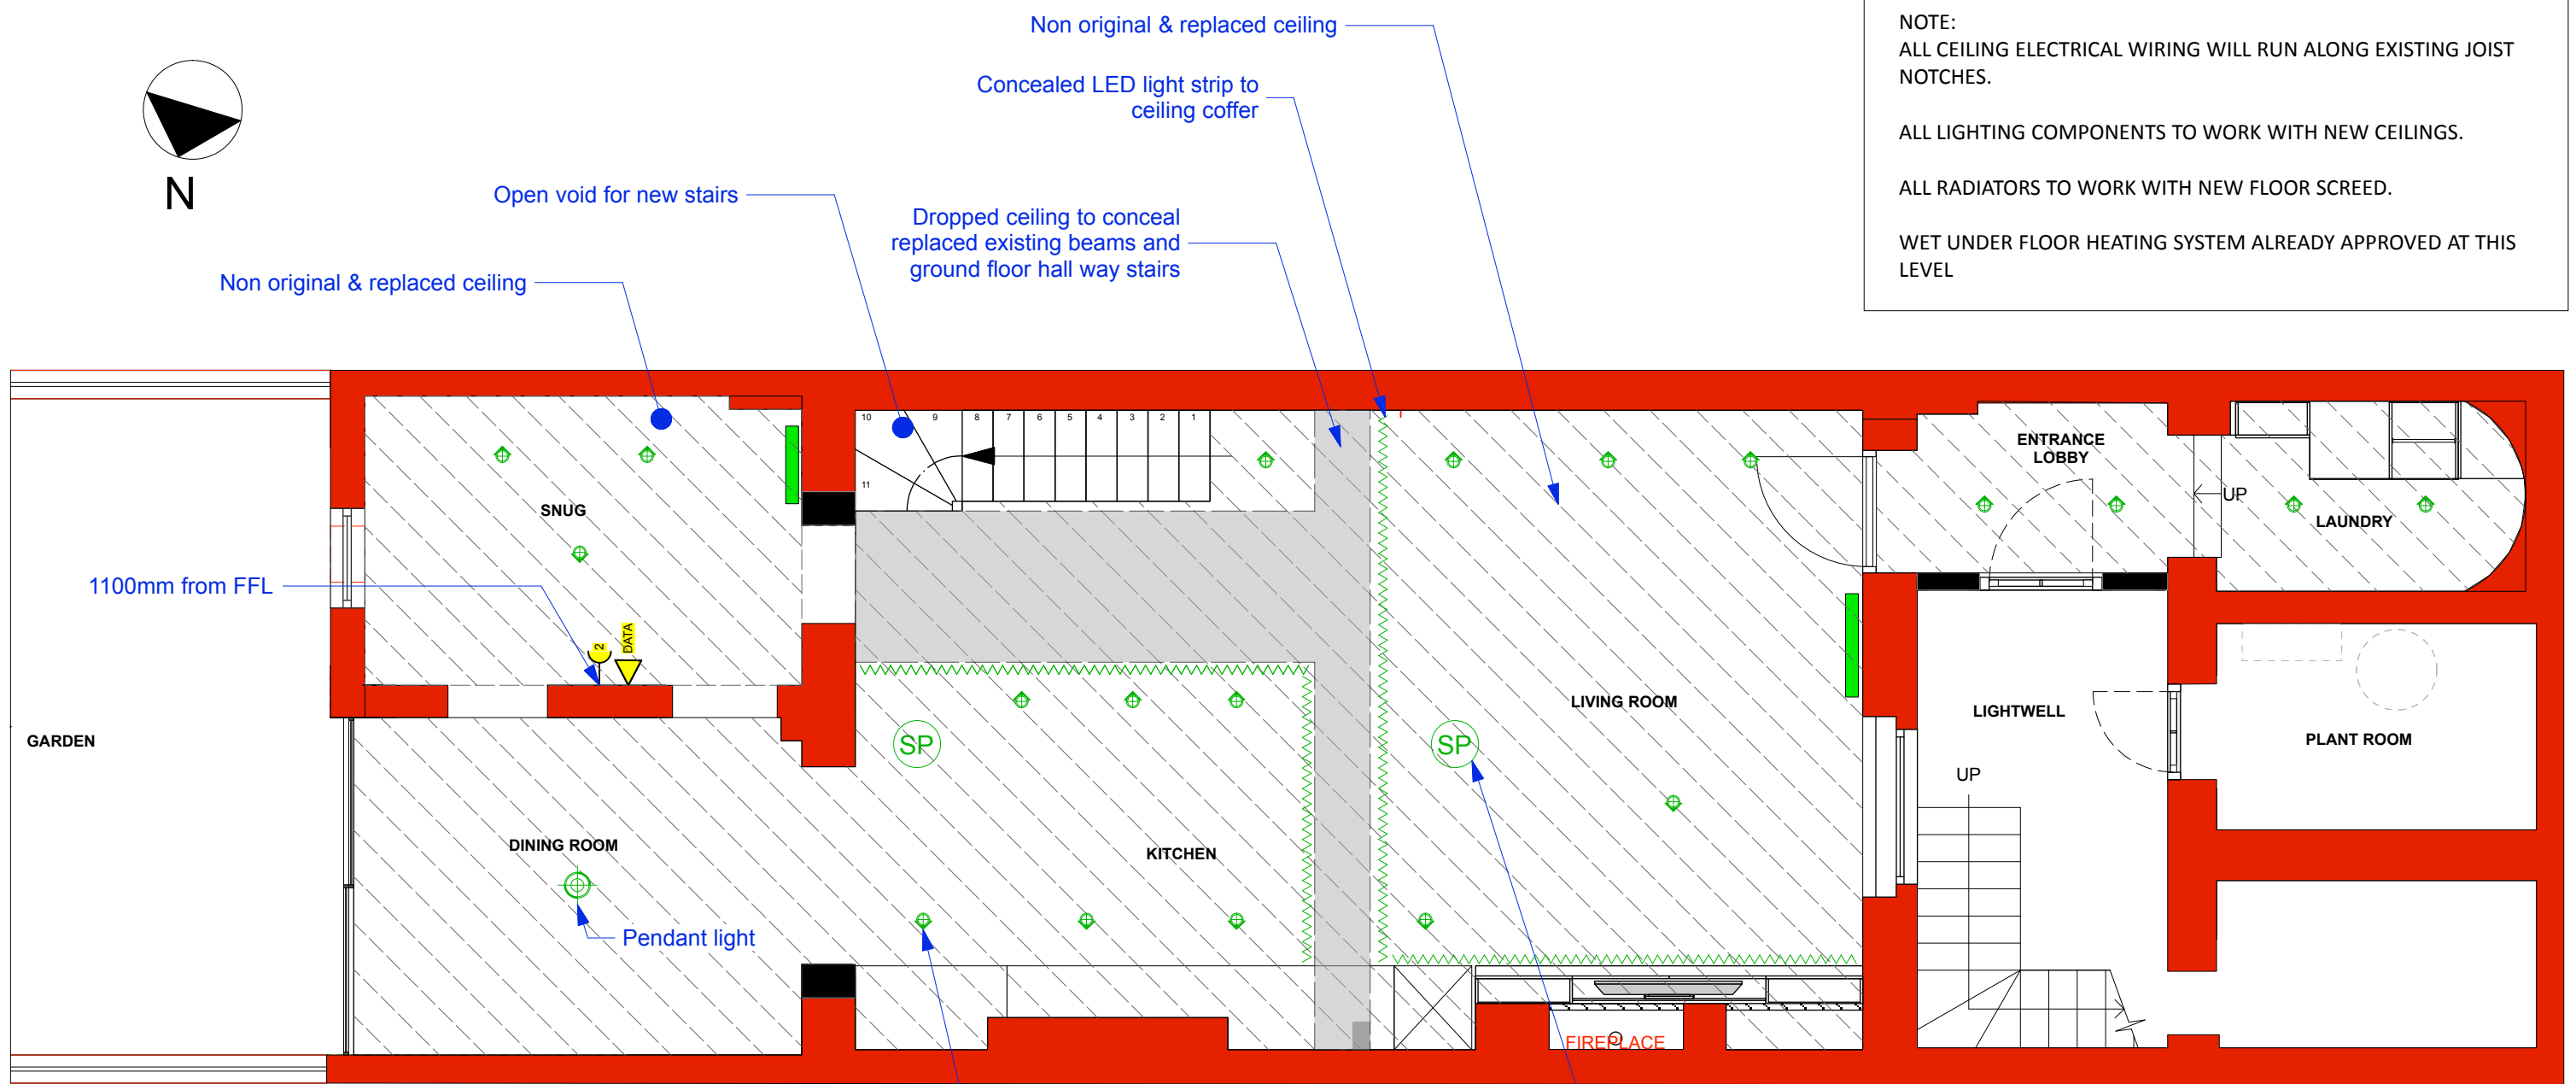 Non original & replaced ceiling
NOTE:
ALL CEILING ELECTRICAL WIRING WILL RUN ALONG EXISTING JOIST
NOTCHES.
ALL LIGHTING COMPONENTS TO WORK WITH NEW CEILINGS.
ALL RADIATORS TO WORK WITH NEW FLOOR SCREED.
WET UNDER FLOOR HEATING SYSTEM ALREADY APPROVED AT THIS
LEVEL
Concealed LED light strip to
ceiling coffer
N
Open void for new stairs
Dropped ceiling to conceal
replaced existing beams and
ground floor hall way stairs
Non original & replaced ceiling
10 9 8 7 6 5 4 3 2 1
11
ENTRANCE
LOBBY
UP
LAUNDRY
SNUG
1100mm from FFL
2
DATA
LIVING ROOM
LIGHTWELL
GARDEN
SP
SP
PLANT ROOM
UP
DINING ROOM
KITCHEN
Pendant light
FIREPLACE